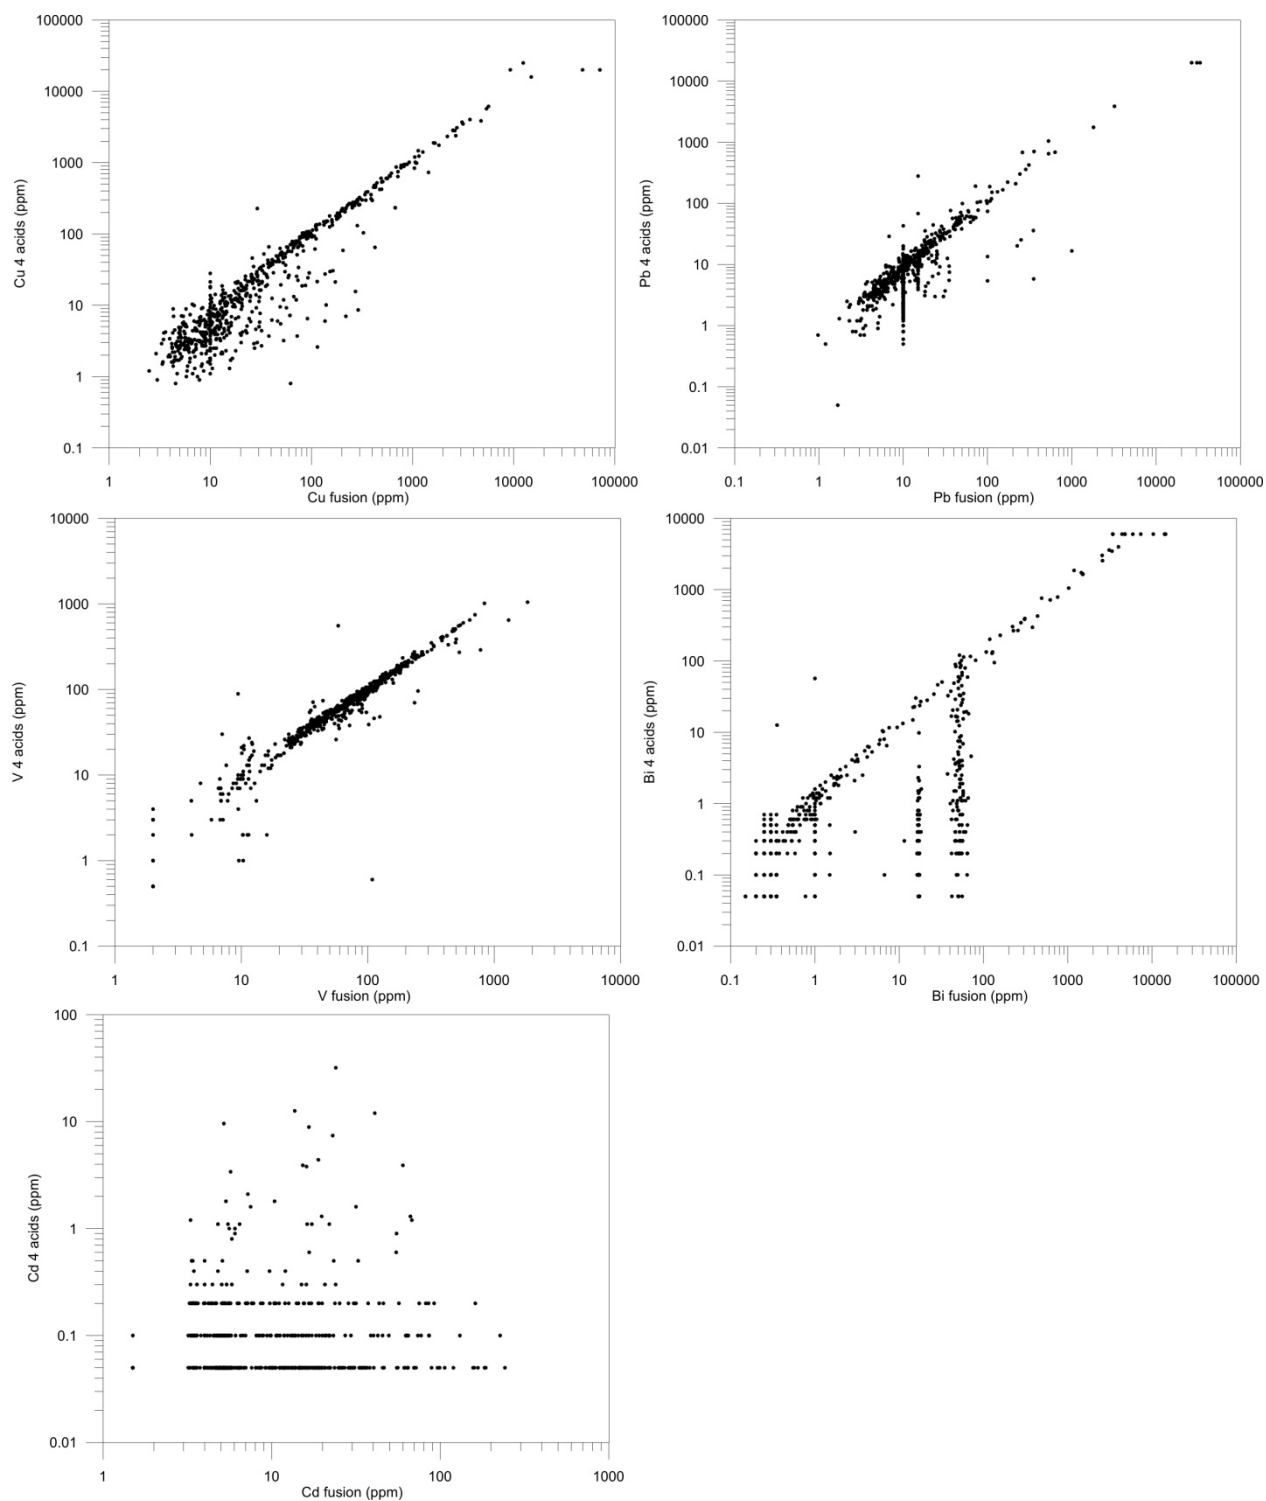 100000
10000
1000
100
10
1
0.1
Cu 4 acids (ppm)
1 10 100 1000 10000 100000
Cu fusion (ppm)
100000
10000
1000
100
10
1
0.1
0.01
Pb 4 acids (ppm)
0.1 1 10 100 1000 10000 100000
Pb fusion (ppm)
10000
1000
100
10
1
0.1
V 4 acids (ppm)
1 10 100 1000 10000
V fusion (ppm)
10000
1000
100
10
1
0.1
0.01
Bi 4 acids (ppm)
0.1 1 10 100 1000 10000 100000
Bi fusion (ppm)
100
10
1
0.1
0.01
Cd 4 acids (ppm)
1 10 100 1000
Cd fusion (ppm)